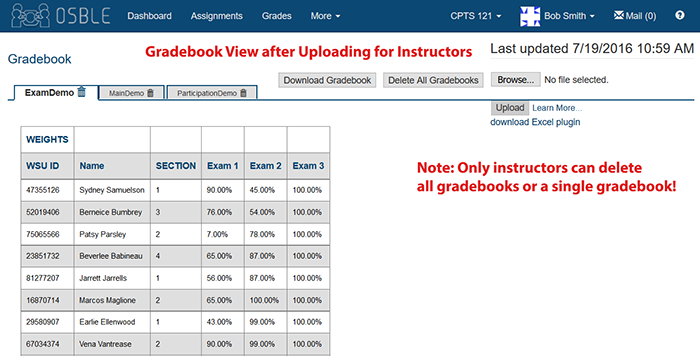 OSBLE Dashboard Assignments Grades More CPTS 121 Bob Smith Mail (0) ?
Gradebook View after Uploading for Instructors
Last updated 7/19/2016 10:59 AM
Gradebook
Download Gradebook Delete All Gradebooks Browse... No file selected.
ExamDemo MainDemo ParticipationDemo
Upload Learn More...
download Excel plugin
WEIGHTS
WSU ID Name SECTION Exam 1 Exam 2 Exam 3
47355126 Sydney Samuelson 1 90.00% 45.00% 100.00%
52019406 Berneice Bumbrey 3 76.00% 54.00% 100.00%
75065566 Patsy Parsley 2 7.00% 78.00% 100.00%
23851732 Beverlee Babineau 4 65.00% 87.00% 100.00%
81277207 Jarrett Jarrells 1 56.00% 87.00% 100.00%
16870714 Marcos Maglione 2 65.00% 100.00% 100.00%
29580907 Earlie Ellenwood 1 43.00% 99.00% 100.00%
67034374 Vena Vantrease 2 90.00% 99.00% 100.00%
Note: Only instructors can delete
all gradebooks or a single gradebook!